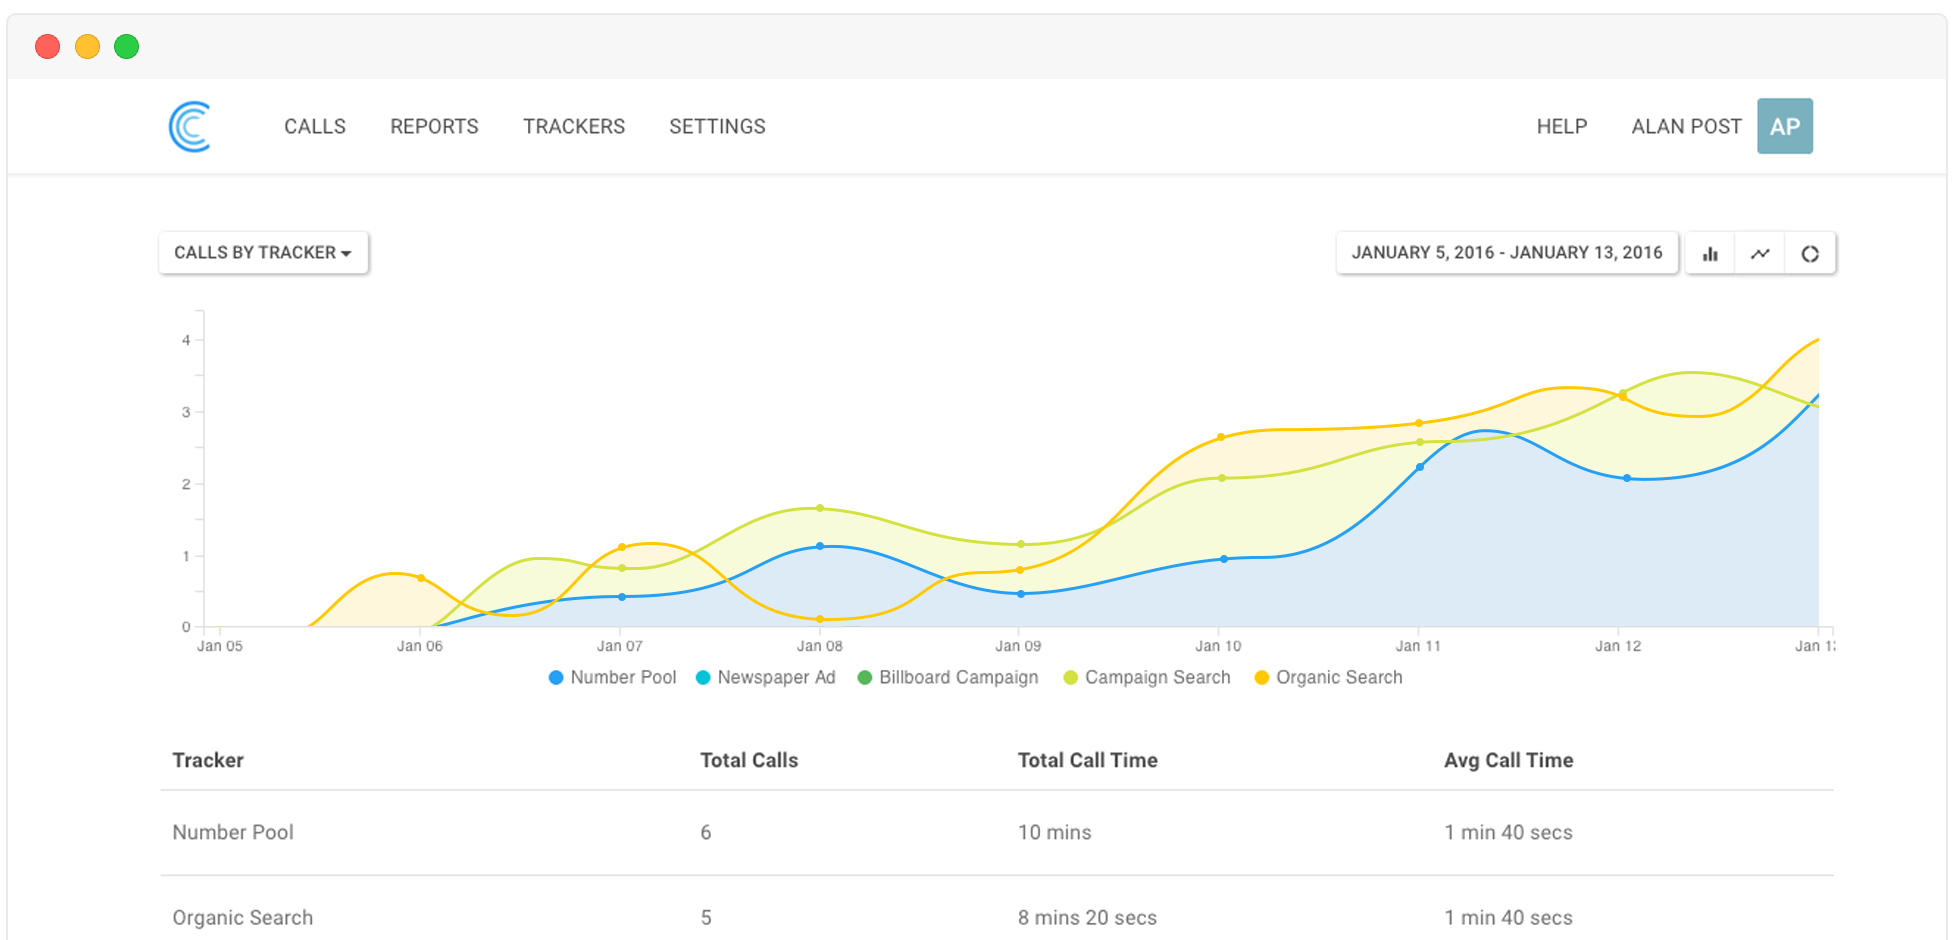 CALLS REPORTS TRACKERS SETTINGS HELP ALAN POST AP
CALLS BY TRACKER JANUARY 5, 2016 - JANUARY 13, 2016
4
3
2
1
0
Jan 05 Jan 06 Jan 07 Jan 08 Jan 09 Jan 10 Jan 11 Jan 12 Jan 1
Number Pool Newspaper Ad Billboard Campaign Campaign Search Organic Search
Tracker Total Calls Total Call Time Avg Call Time
Number Pool 6 10 mins 1 min 40 secs
Organic Search 5 8 mins 20 secs 1 min 40 secs